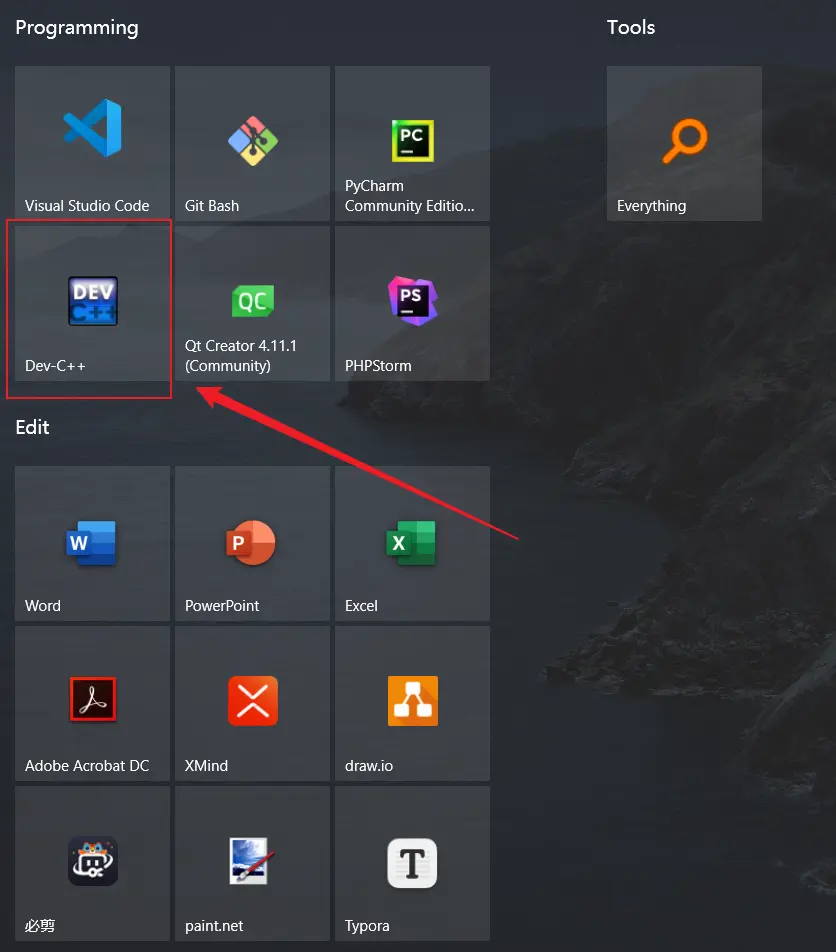 Programming
Tools
PC
Visual Studio Code
Git Bash
PyCharm
Community Editio...
Everything
DEV
C++
QC
PS
Dev-C++
Qt Creator 4.11.1
(Community)
PHPStorm
Edit
W
P
X
Word
PowerPoint
Excel
Adobe Acrobat DC
XMind
draw.io
T
必剪
paint.net
Typora